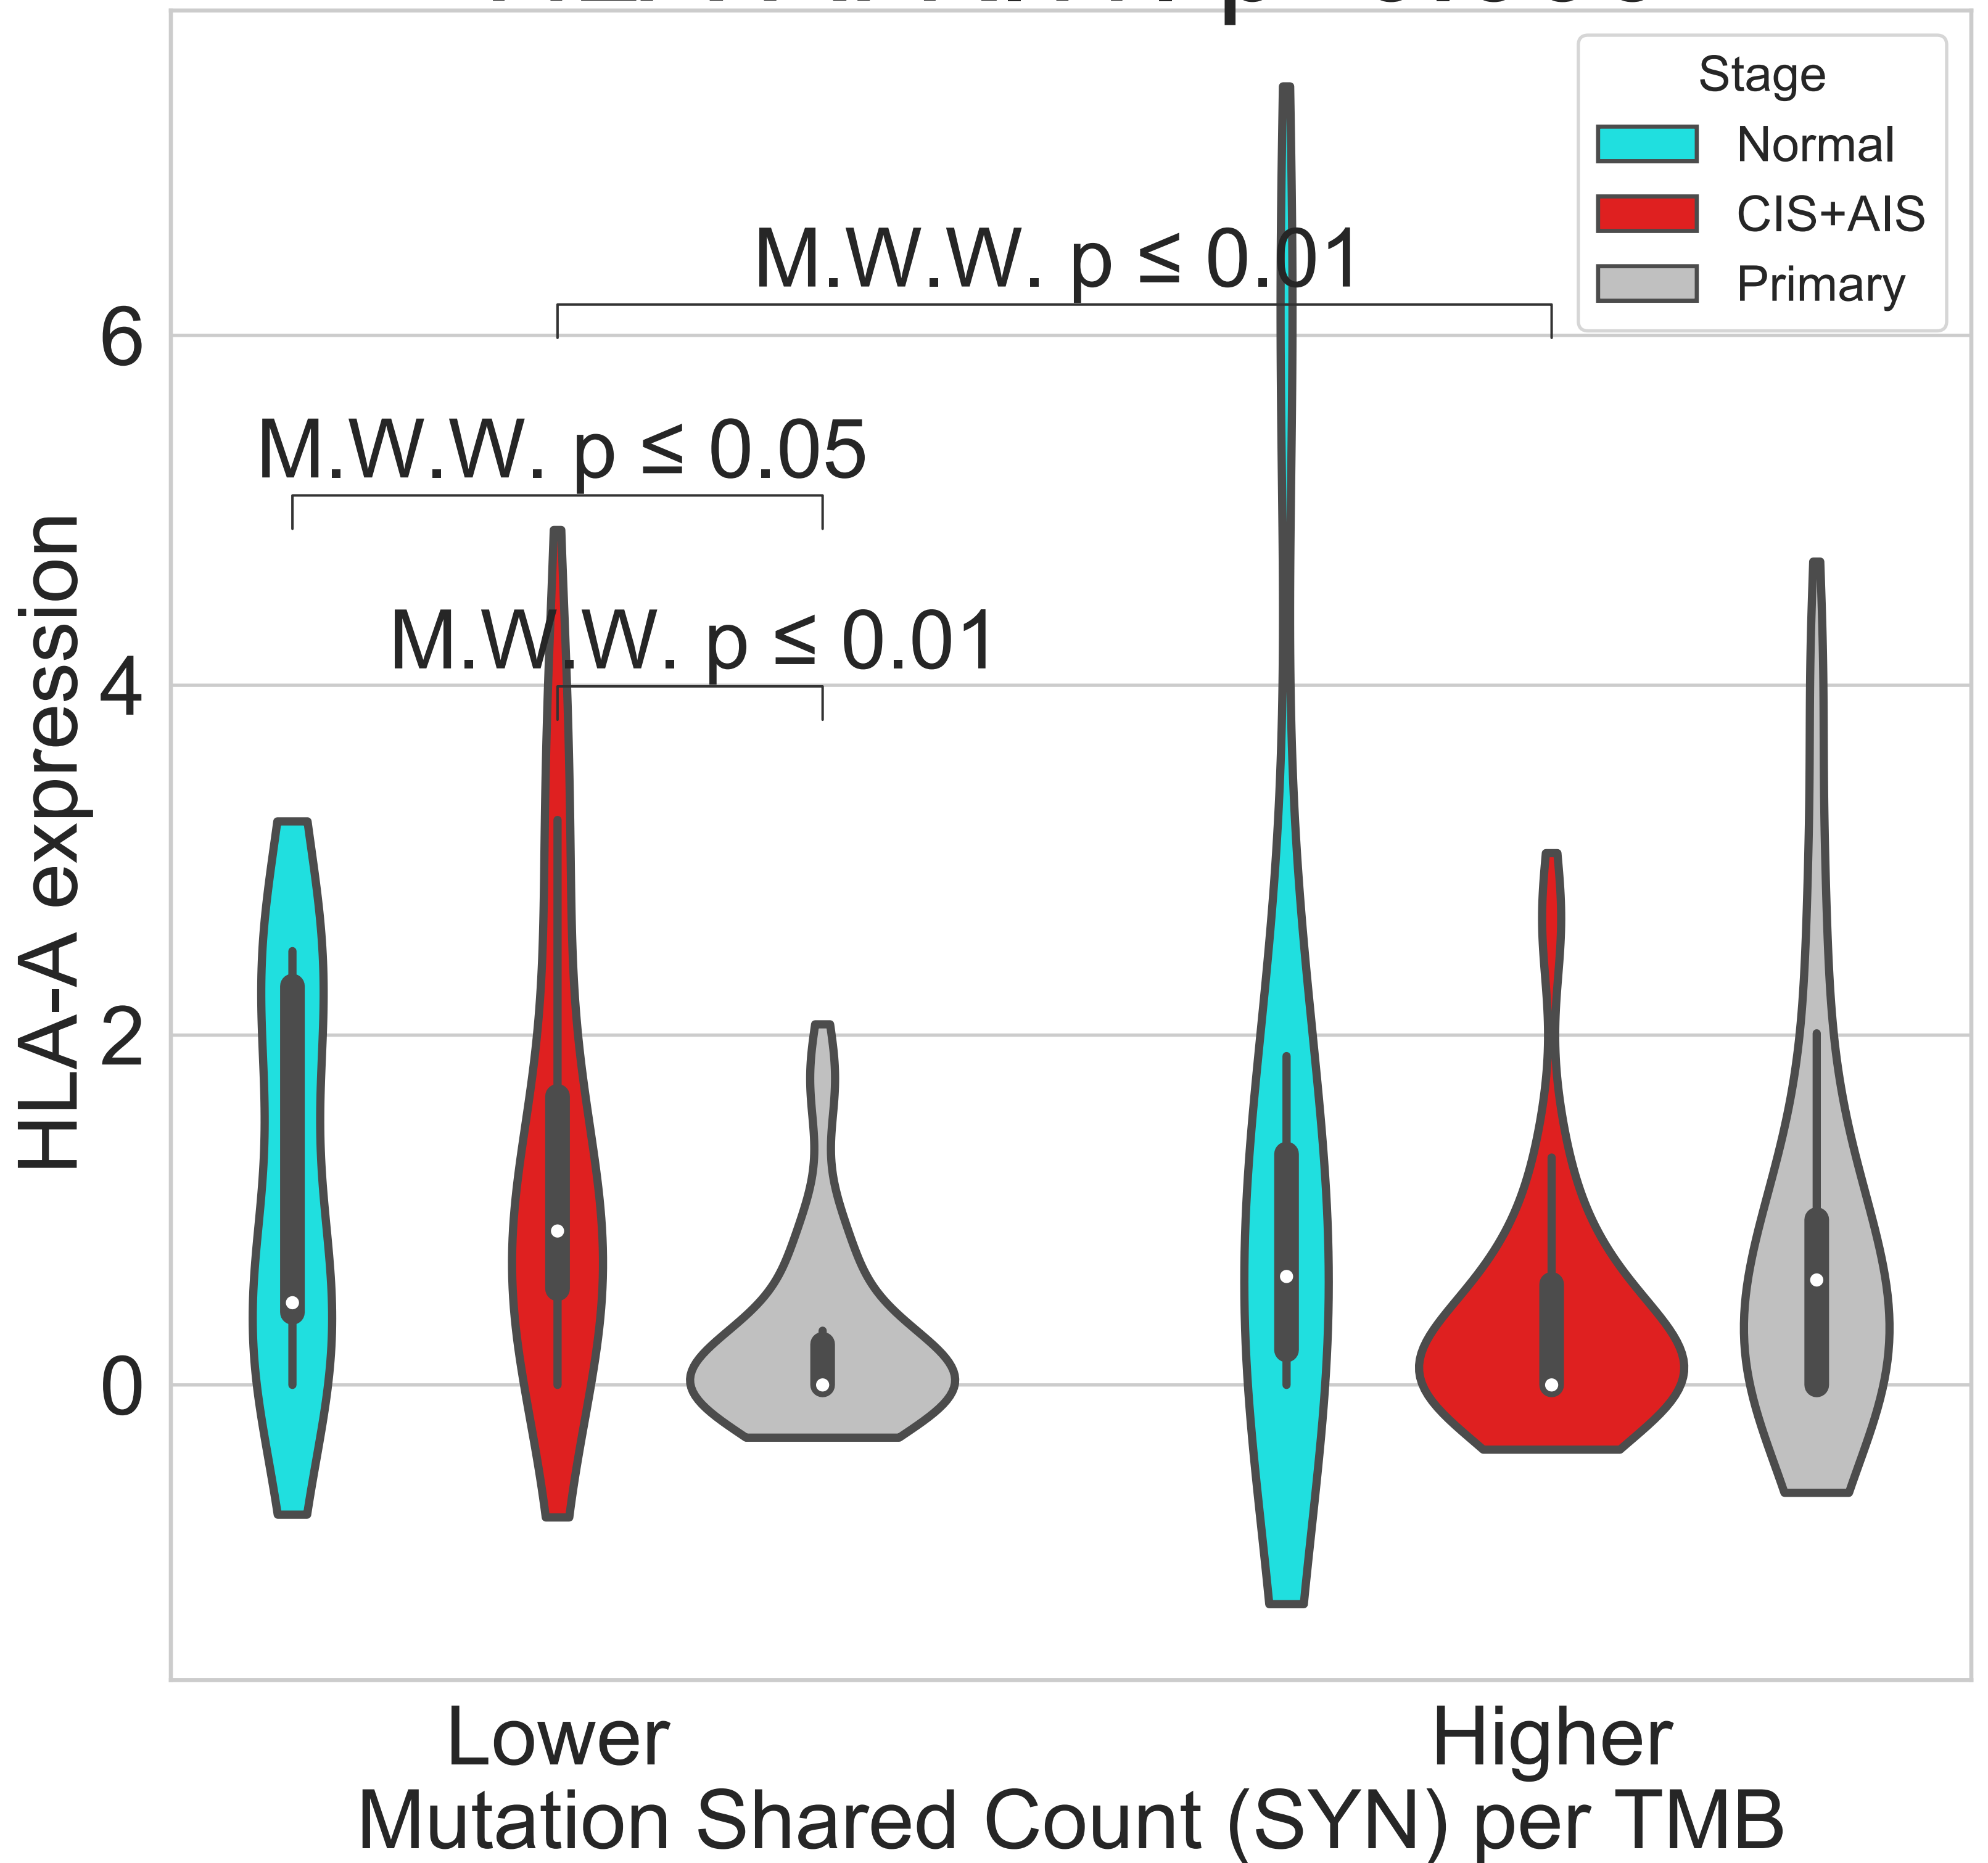 Stage
Normal
CIS+AIS
Primary
M.W.W. p ≤ 0.01
M.W.W. p ≤ 0.05
M.W.W. p ≤ 0.01
6
4
2
0
HLA-A expression
Lower
Higher
Mutation Shared Count (SYN) per TMB